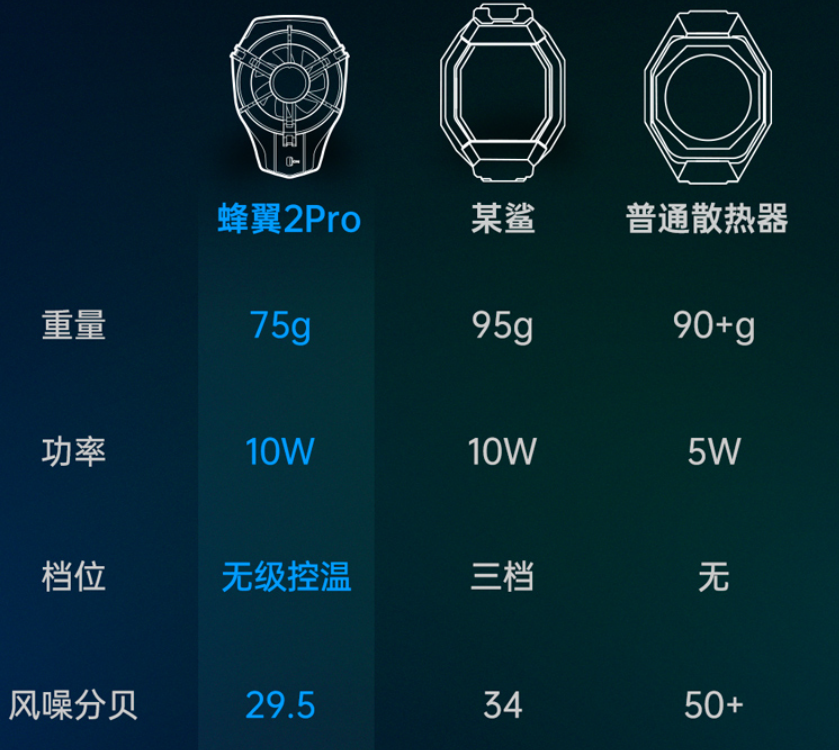 蜂翼2Pro 某鲨 普通散热器
重量 75g 95g 90+g
功率 10W 10W 5W
档位 无级控温 三档 无
风噪分贝 29.5 34 50+